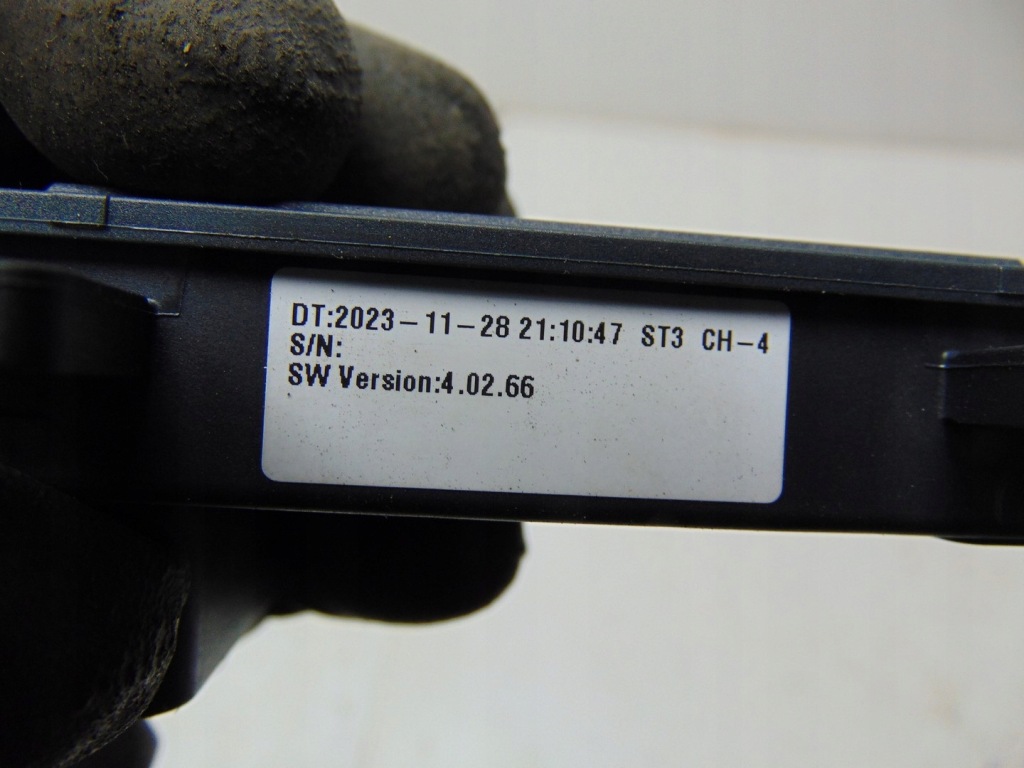 DT:2023-11-28 21:10:47 ST3 CH-4
S/N:
SW Version:4.02.66